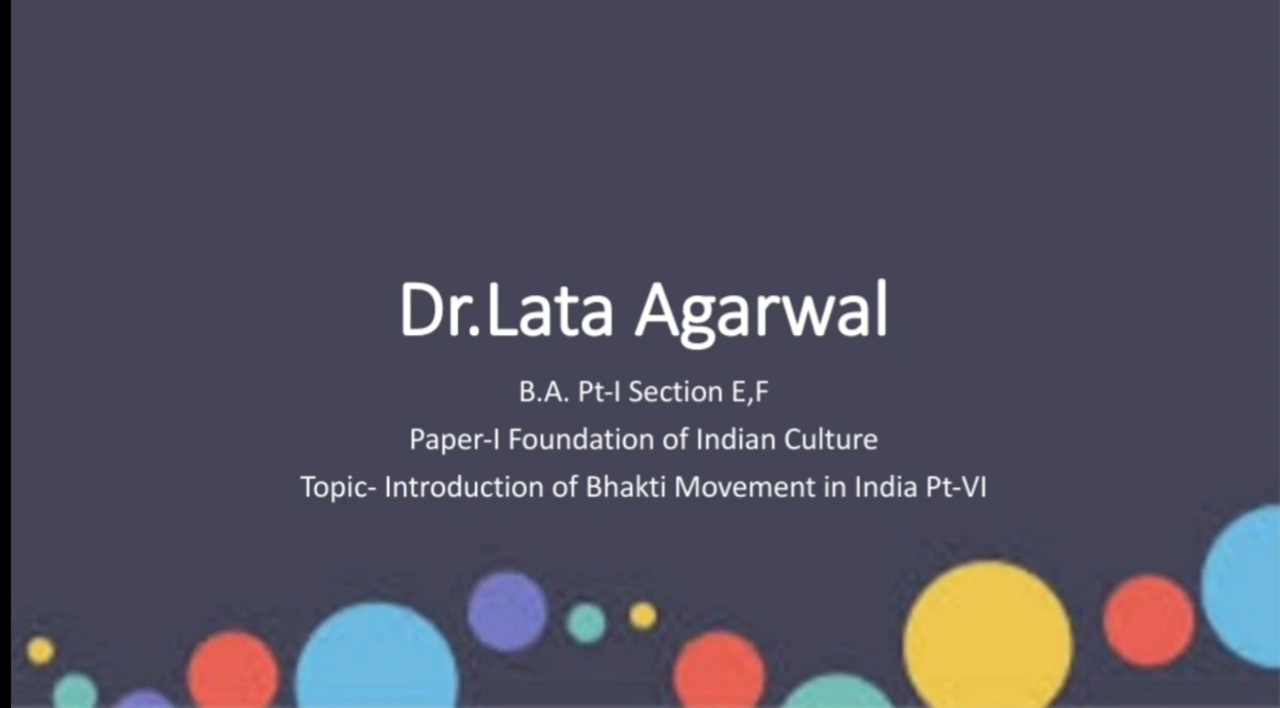 Dr.Lata Agarwal
B.A. Pt-I Section E,F
Paper-I Foundation of Indian Culture
Topic- Introduction of Bhakti Movement in India Pt-VI